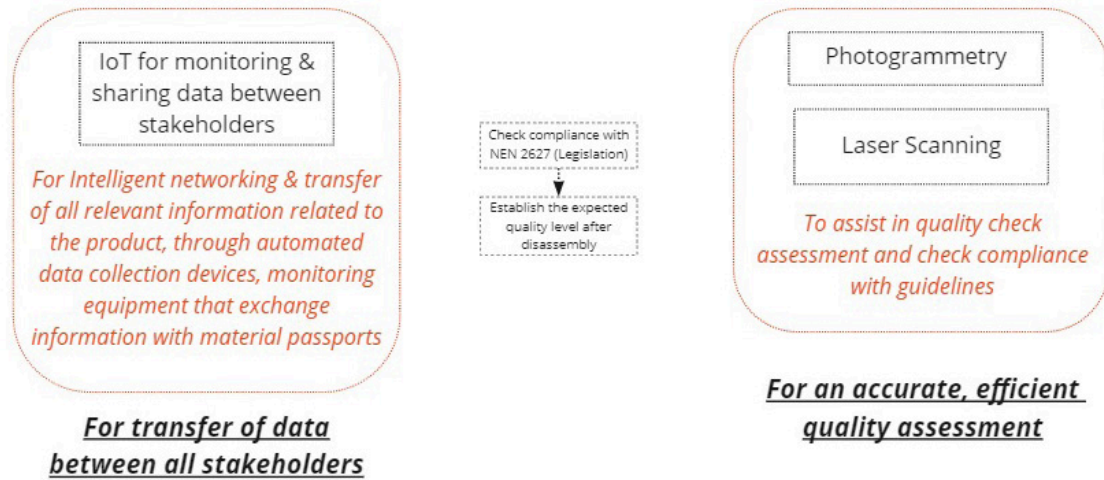 IoT for monitoring &
sharing data between
stakeholders
For Intelligent networking & transfer
of all relevant information related to
the product, through automated
data collection devices, monitoring
equipment that exchange
information with material passports
For transfer of data
between all stakeholders
Check compliance with
NEN 2627 (Legislation)
Establish the expected
quality level after
disassembly
Photogrammetry
Laser Scanning
To assist in quality check
assessment and check compliance
with guidelines
For an accurate, efficient
quality assessment